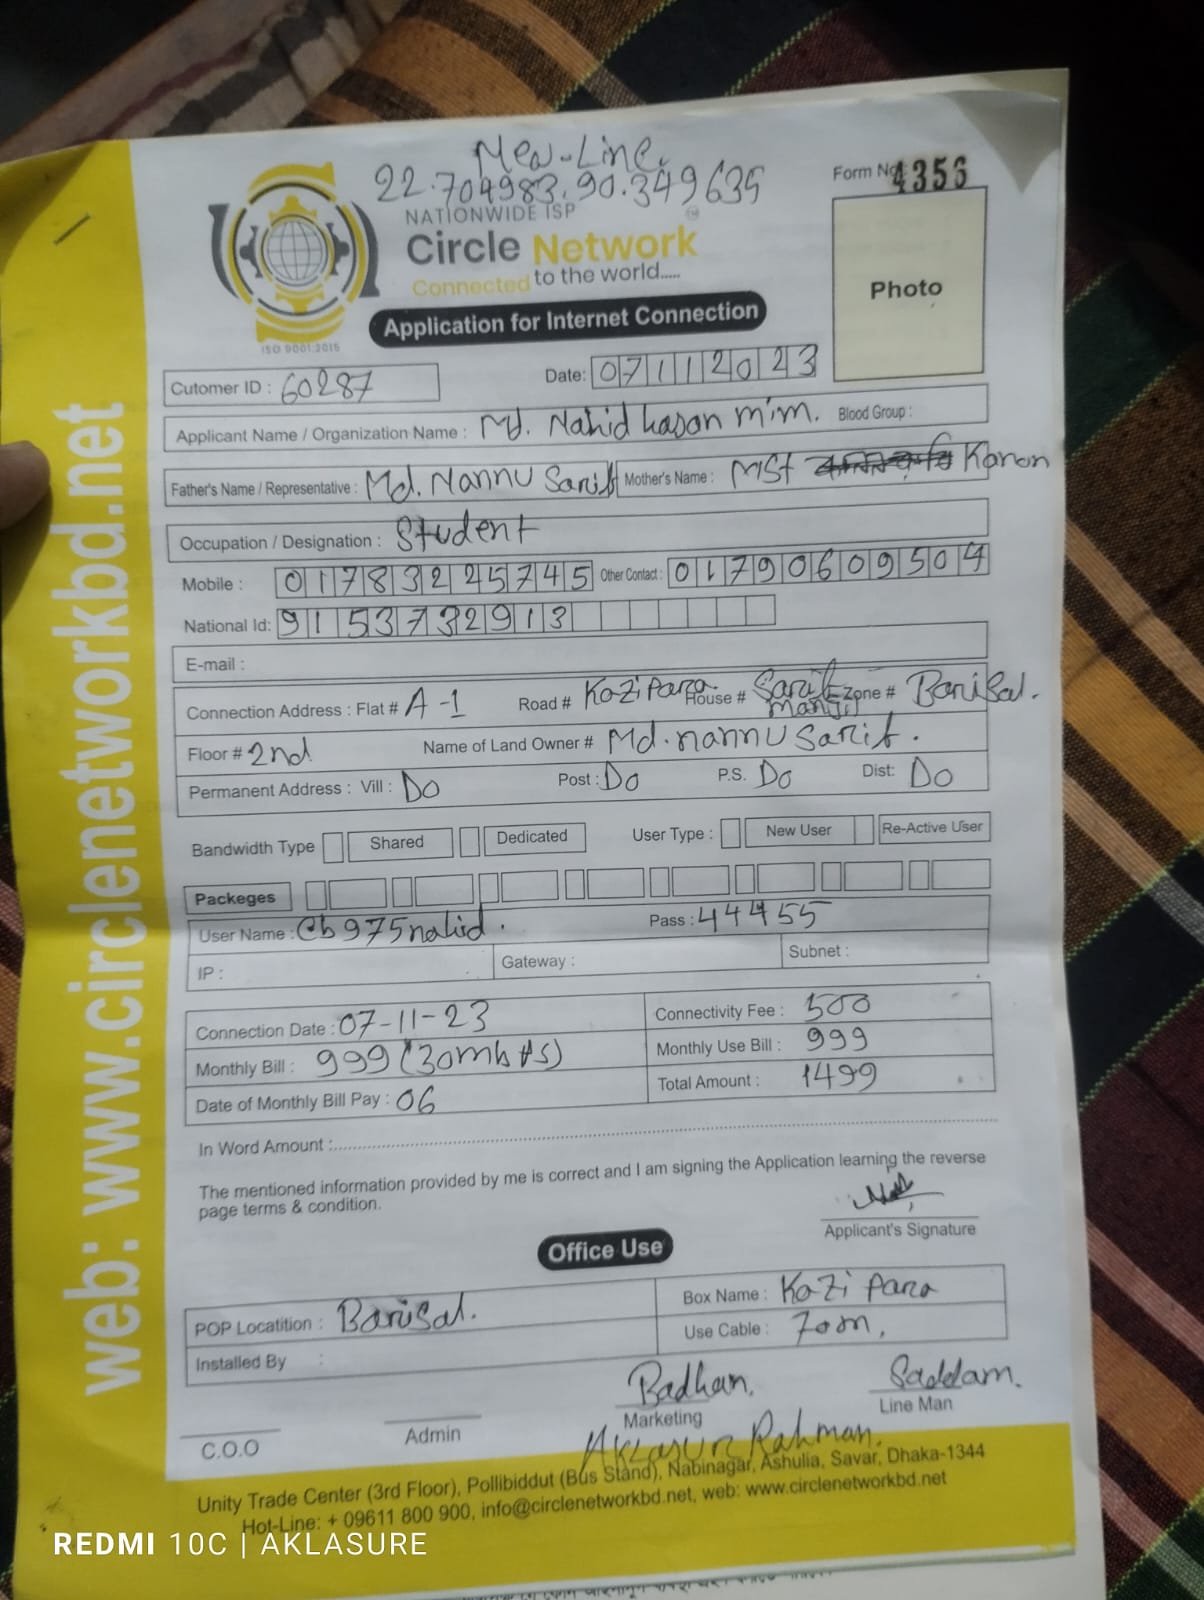 New-Line.
22.704983, 90.349635
Form No 4356
NATIONWIDE ISP
Circle Network
Connected to the world.....
ISO 9001:2015
Photo
Application for Internet Connection
Cutomer ID : 60287
Date: 07112023
Applicant Name / Organization Name : Md. Nahid hasan mim. Blood Group :
Father's Name / Representative : Md. Nannu Sarif Mother's Name : MSt Kanon
Occupation / Designation : Student
Mobile : 01783225745 Other Contact : 01790609504
National Id: 9153732913
E-mail :
Connection Address : Flat # A-1 Road # Kazi Para House # Sarif Manjil Zone # Barisal.
Floor # 2nd Name of Land Owner # Md. nannu Sarif.
Permanent Address : Vill : Do Post : Do P.S. Do Dist: Do
Bandwidth Type Shared Dedicated User Type : New User Re-Active User
Packeges
User Name : Cb975nahid. Pass : 44455
IP : Gateway : Subnet :
Connection Date : 07-11-23 Connectivity Fee : 500
Monthly Bill : 999 (30mbps) Monthly Use Bill : 999
Date of Monthly Bill Pay : 06 Total Amount : 1499
In Word Amount :
The mentioned information provided by me is correct and I am signing the Application learning the reverse
page terms & condition.
Applicant's Signature
Office Use
POP Locatition : Barisal. Box Name : Kazi Para
Installed By : Use Cable : 70m,
Badhan. Saddam.
C.O.O Admin Marketing Line Man
Aklasur Rahman.
Unity Trade Center (3rd Floor), Pollibiddut (Bus Stand), Nabinagar, Ashulia, Savar, Dhaka-1344
Hot-Line: + 09611 800 900, info@circlenetworkbd.net, web: www.circlenetworkbd.net
web: www.circlenetworkbd.net
REDMI 10C | AKLASURE